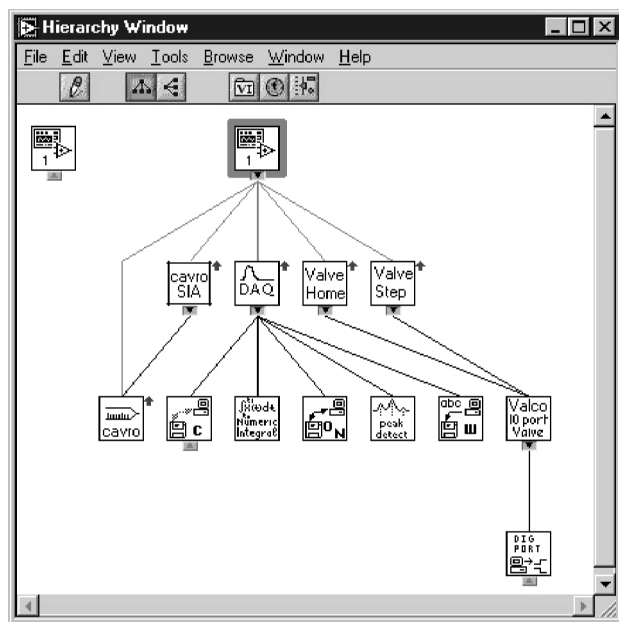 Hierarchy Window
File Edit View Tools Browse Window Help
VI
1
1
cavro
SIA
DAQ
Valve
Home
Valve
Step
cavro
C
Numeric
Integral
O
N
peak
detect
abc
W
Valco
10 port
Valve
DIG
PORT